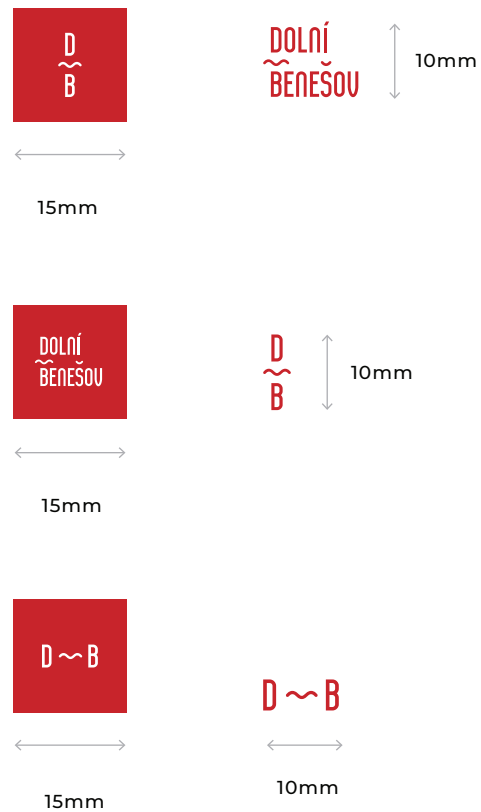 D
B
DOLNÍ
BENEŠOV
10mm
15mm
DOLNÍ
BENEŠOV
D
B
10mm
15mm
D ~ B
D ~ B
15mm
10mm